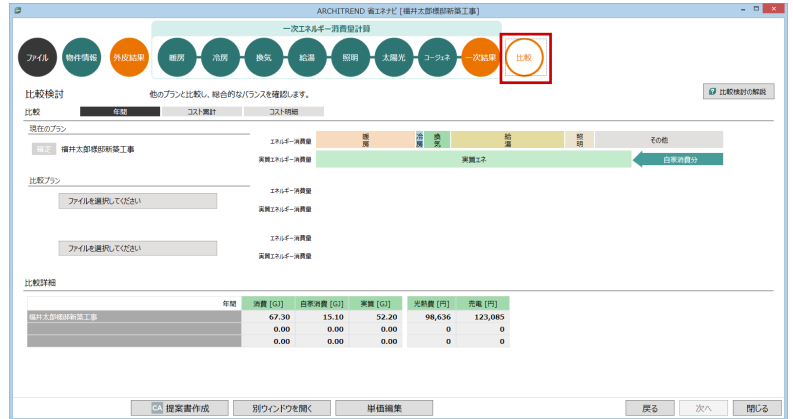 ARCHITREND 省エネナビ [福井太郎様邸新築工事]
一次エネルギー消費量計算
ファイル 物件情報 外皮結果 暖房 冷房 換気 給湯 照明 太陽光 コージェネ 一次結果 比較
比較検討 他のプランと比較し、総合的なバランスを確認します。 比較検討の解説
比較 年間 コスト累計 コスト明細
現在のプラン
確定 福井太郎様邸新築工事
エネルギー消費量 暖房 冷房 換気 給湯 照明 その他
実質エネルギー消費量 実質エネ 自家消費分
比較プラン
ファイルを選択してください
エネルギー消費量
実質エネルギー消費量
ファイルを選択してください
エネルギー消費量
実質エネルギー消費量
比較詳細
年間 消費 [GJ] 自家消費 [GJ] 実質 [GJ] 光熱費 [円] 売電 [円]
福井太郎様邸新築工事 67.30 15.10 52.20 98,636 123,085
0.00 0.00 0.00 0 0
0.00 0.00 0.00 0 0
CA 提案書作成 別ウィンドウを開く 単価編集 戻る 次へ 閉じる